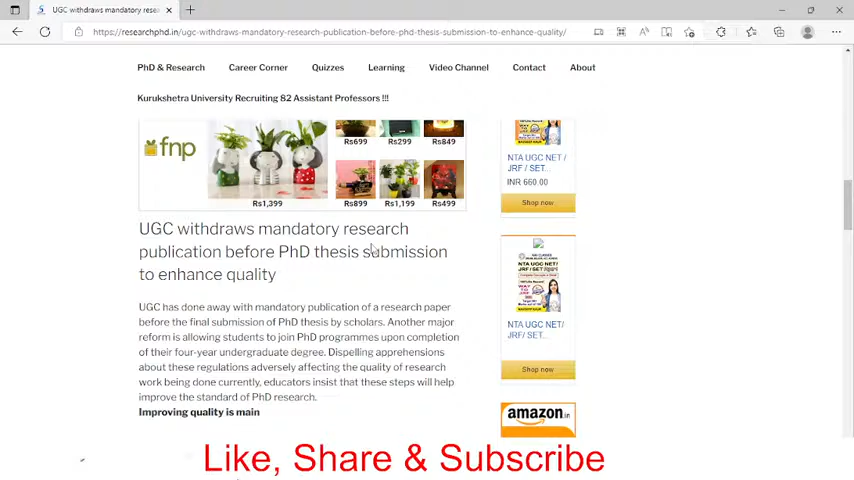 UGC withdraws mandatory rese
https://researchphd.in/ugc-withdraws-mandatory-research-publication-before-phd-thesis-submission-to-enhance-quality/
PhD & Research Career Corner Quizzes Learning Video Channel Contact About
Kurukshetra University Recruiting 82 Assistant Professors !!!
fnp
Rs699 Rs299 Rs849
Rs1,399 Rs899 Rs1,199 Rs499
UGC withdraws mandatory research
publication before PhD thesis submission
to enhance quality
UGC has done away with mandatory publication of a research paper
before the final submission of PhD thesis by scholars. Another major
reform is allowing students to join PhD programmes upon completion
of their four-year undergraduate degree. Dispelling apprehensions
about these regulations adversely affecting the quality of research
work being done currently, educators insist that these steps will help
improve the standard of PhD research.
Improving quality is main
NTA UGC NET /
JRF / SET...
INR 660.00
Shop now
NTA UGC NET/
JRF / SET
NTA UGC NET/
JRF/ SET...
Shop now
amazon.in
Like, Share & Subscribe